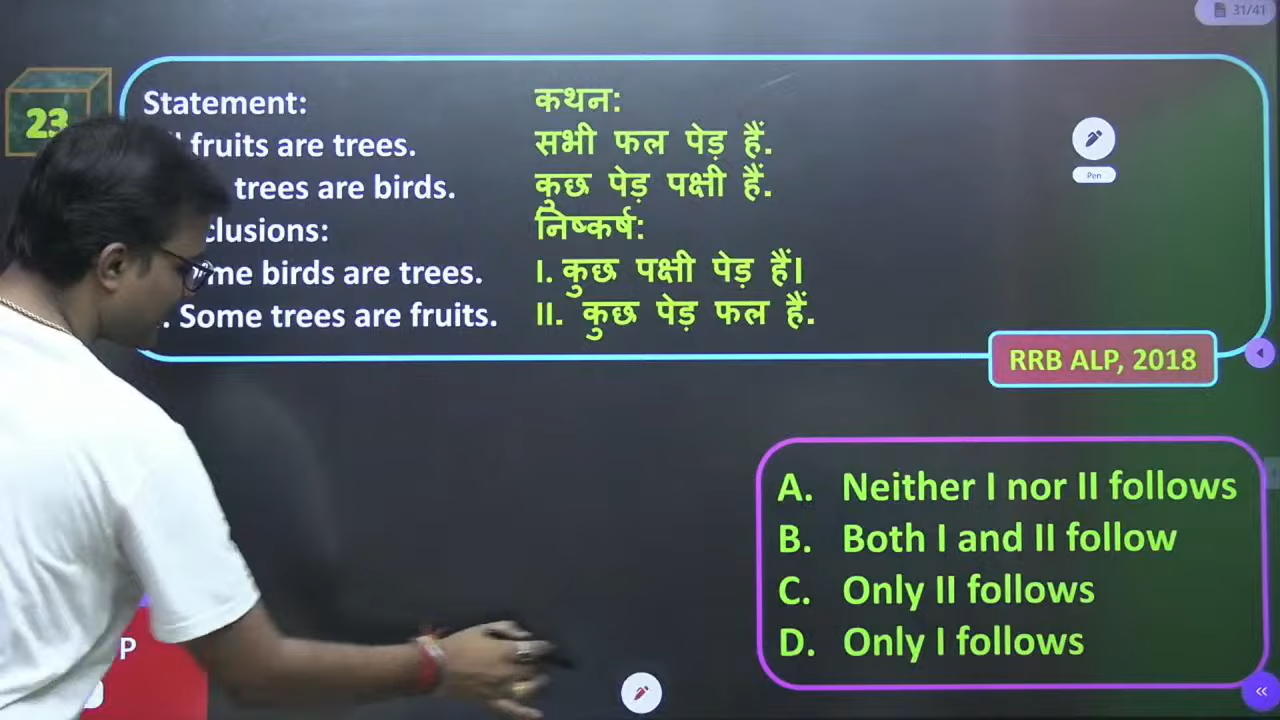 31/41
23
Statement:
fruits are trees.
trees are birds.
birds are trees.
Some trees are fruits.
कथन:
सभी फल पेड़ हैं.
कुछ पेड़ पक्षी हैं.
निष्कर्ष:
I. कुछ पक्षी पेड़ हैं।
II. कुछ पेड़ फल हैं.
Pen
RRB ALP, 2018
A. Neither I nor II follows
B. Both I and II follow
C. Only II follows
D. Only I follows
P